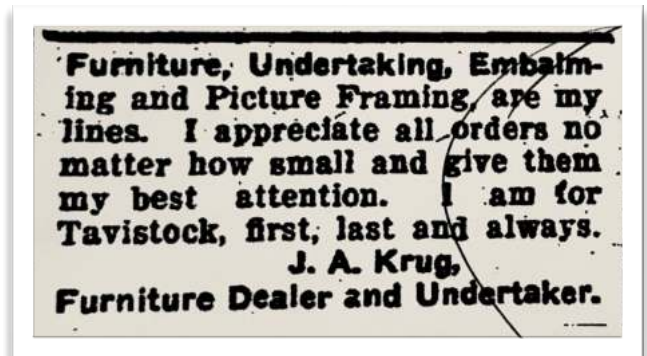 Furniture, Undertaking, Embalm-
ing and Picture Framing, are my
lines. I appreciate all orders no
matter how small and give them
my best attention. I am for
Tavistock, first, last and always.
J. A. Krug,
Furniture Dealer and Undertaker.